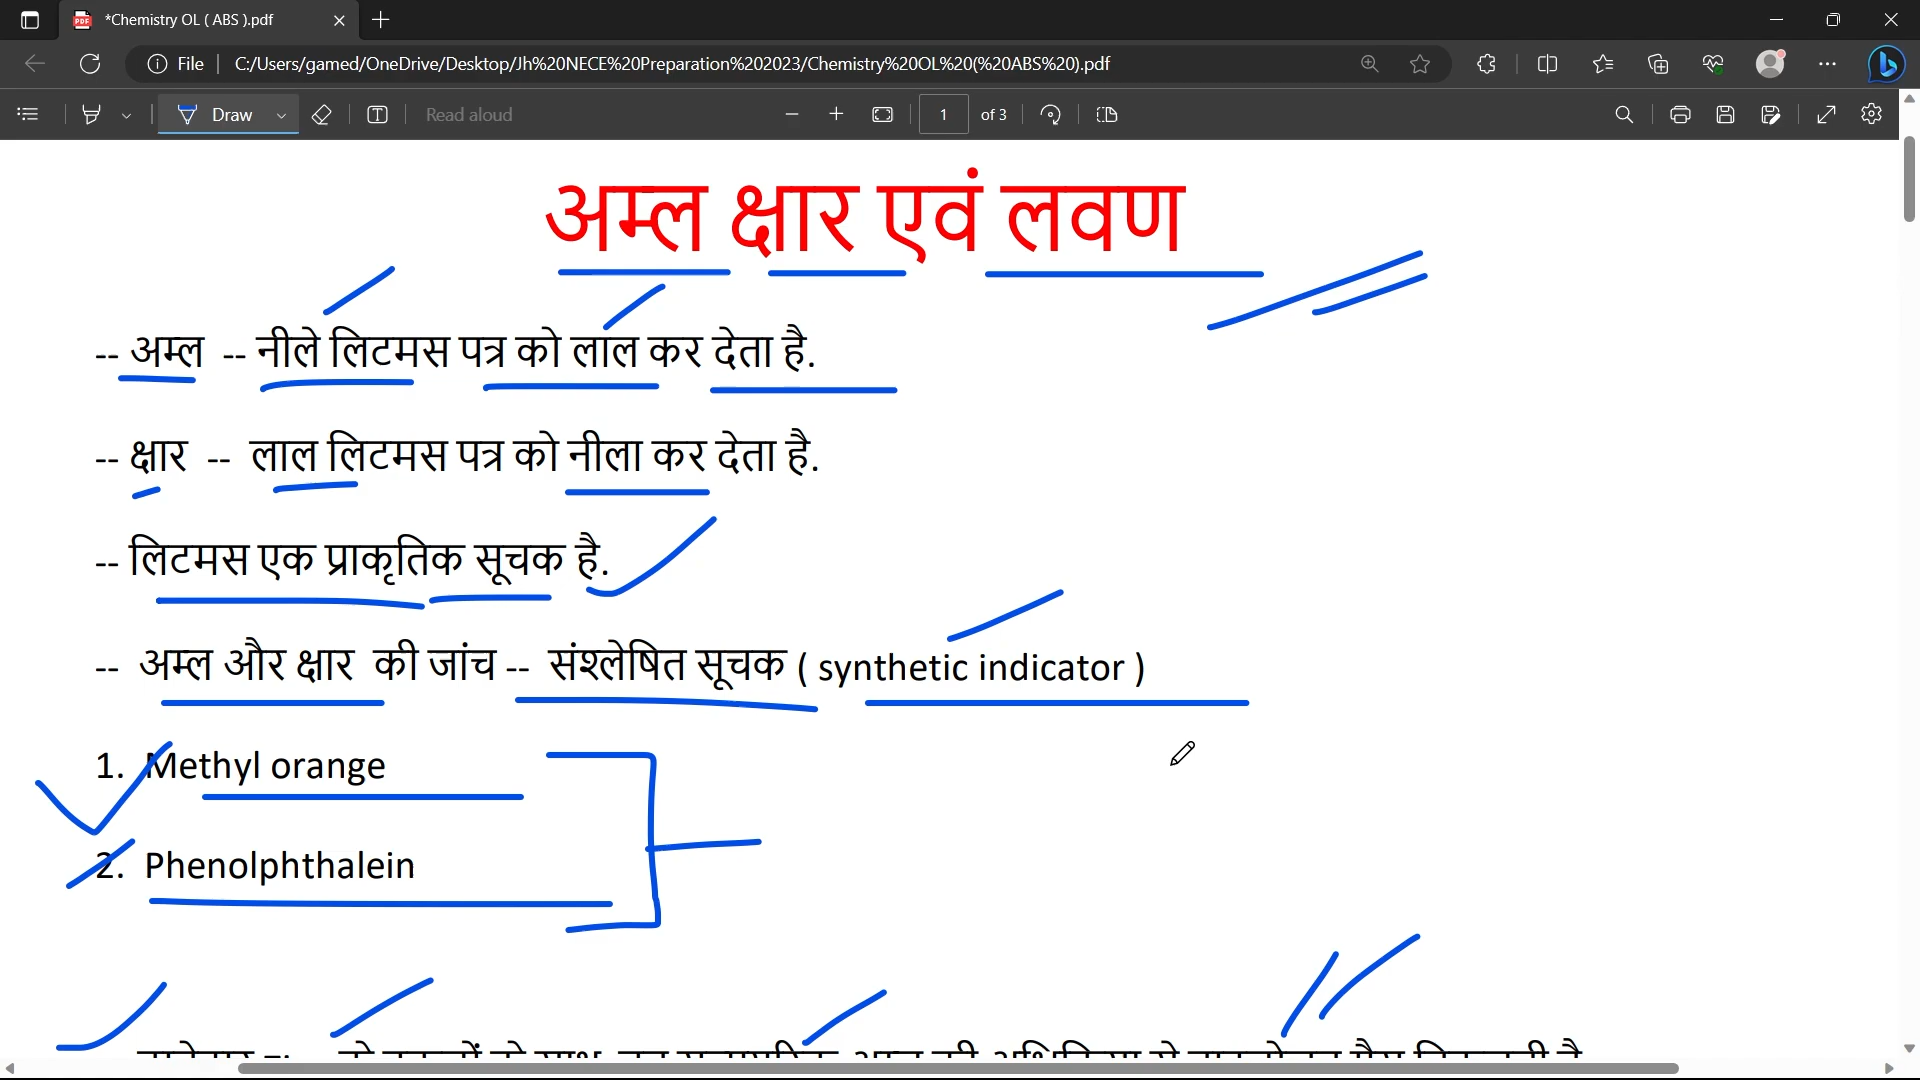 *Chemistry OL ( ABS ).pdf
File
C:/Users/gamed/OneDrive/Desktop/Jh%20NECE%20Preparation%202023/Chemistry%20OL%20(%20ABS%20).pdf
Draw
Read aloud
1 of 3
अम्ल क्षार एवं लवण
-- अम्ल -- नीले लिटमस पत्र को लाल कर देता है.
-- क्षार -- लाल लिटमस पत्र को नीला कर देता है.
-- लिटमस एक प्राकृतिक सूचक है.
-- अम्ल और क्षार की जांच -- संश्लेषित सूचक ( synthetic indicator )
1. Methyl orange
2. Phenolphthalein